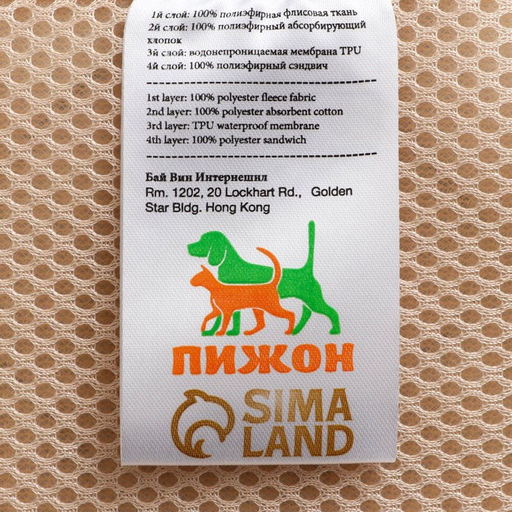 1й слой: 100% полиэфирная флисовая ткань
2й слой: 100% полиэфирный абсорбирующий
хлопок
3й слой: водонепроницаемая мембрана TPU
4й слой: 100% полиэфирный сэндвич
1st layer: 100% polyester fleece fabric
2nd layer: 100% polyester absorbent cotton
3rd layer: TPU waterproof membrane
4th layer: 100% polyester sandwich
Бай Вин Интернешнл
Rm. 1202, 20 Lockhart Rd., Golden
Star Bldg. Hong Kong
ПИЖОН
SIMA
LAND